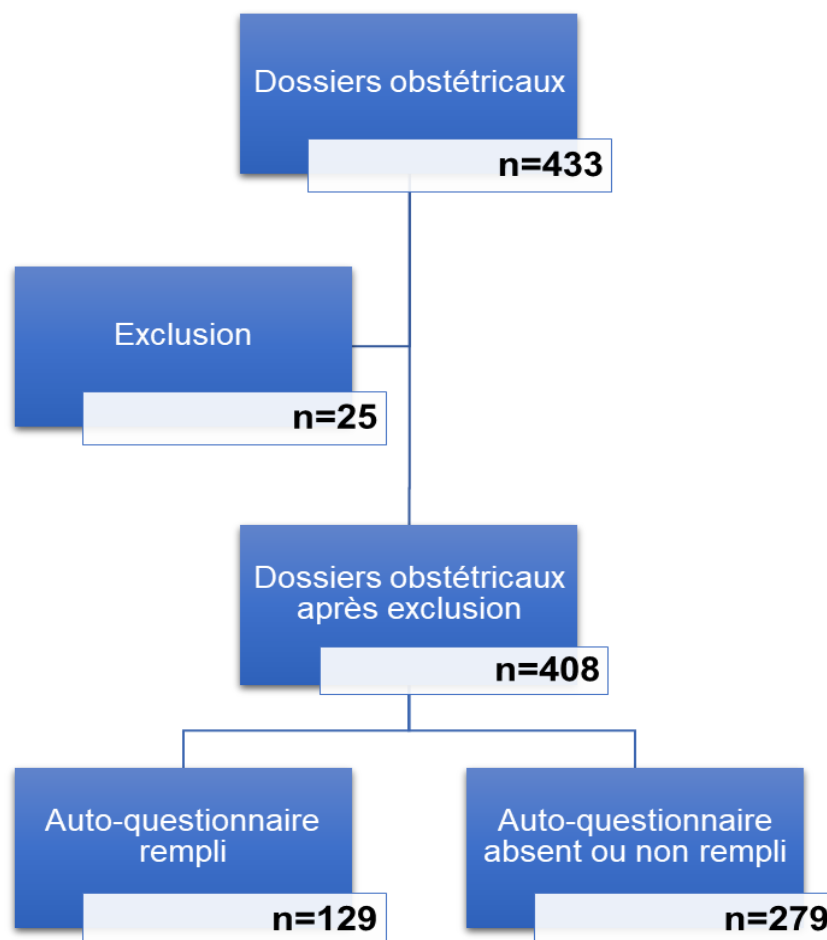 Dossiers obstétricaux
n=433
Exclusion
n=25
Dossiers obstétricaux
après exclusion
n=408
Auto-questionnaire
rempli
n=129
Auto-questionnaire
absent ou non rempli
n=279